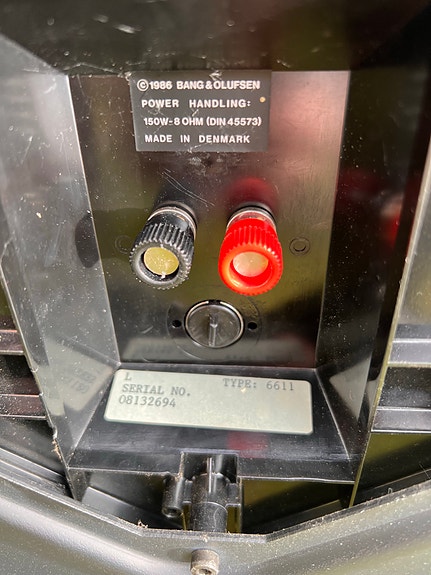 ©1986 BANG & OLUFSEN
POWER HANDLING:
150W-8 OHM (DIN 45573)
MADE IN DENMARK
L TYPE: 6611
SERIAL NO.
08132694